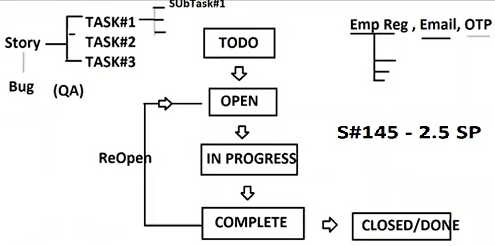 SUbTask#1
TASK#1
Story
TASK#2
TASK#3
Bug
(QA)
TODO
OPEN
ReOpen
IN PROGRESS
COMPLETE
CLOSED/DONE
Emp Reg , Email, OTP
S#145 - 2.5 SP